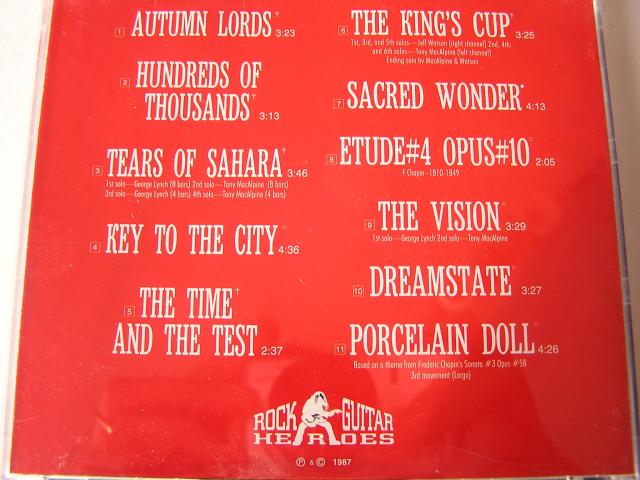 1 AUTUMN LORDS† 3:23
2 HUNDREDS OF
THOUSANDS† 3:13
3 TEARS OF SAHARA† 3:46
1st solo—George Lynch (8 bars) 2nd solo—Tony MacAlpine (8 bars)
3rd solo—George Lynch (4 bars) 4th solo—Tony MacAlpine (4 bars)
4 KEY TO THE CITY° 4:36
5 THE TIME†
AND THE TEST 2:37
6 THE KING'S CUP† 3:25
1st, 3rd, and 5th solos—Jeff Watson (right channel) 2nd, 4th,
and 6th solos—Tony MacAlpine (left channel)
Ending solo by MacAlpine & Watson
7 SACRED WONDER* 4:13
8 ETUDE#4 OPUS#10° 2:05
F. Chopin—1810-1849
9 THE VISION° 3:29
1st solo—George Lynch 2nd solo—Tony MacAlpine
10 DREAMSTATE° 3:27
11 PORCELAIN DOLL° 4:26
Based on a theme from Frederic Chopin's Sonata #3 Opus #58
3rd movement (Largo)
ROCK GUITAR
HEROES
℗ & © 1987